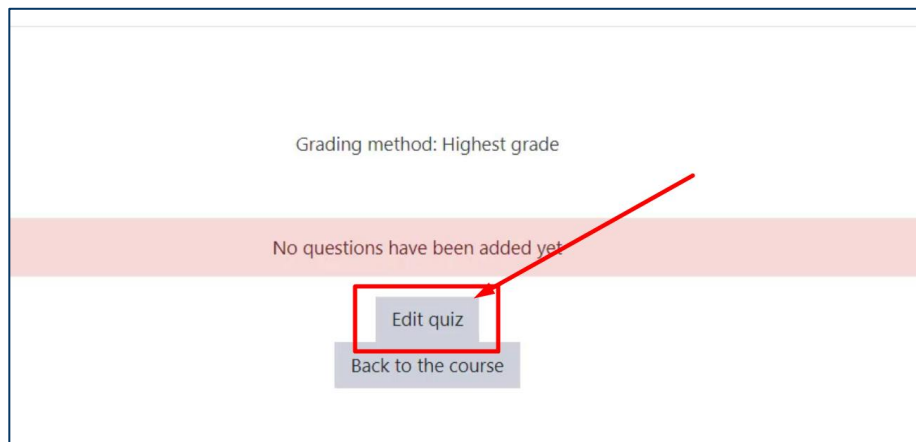 Grading method: Highest grade
No questions have been added yet
Edit quiz
Back to the course